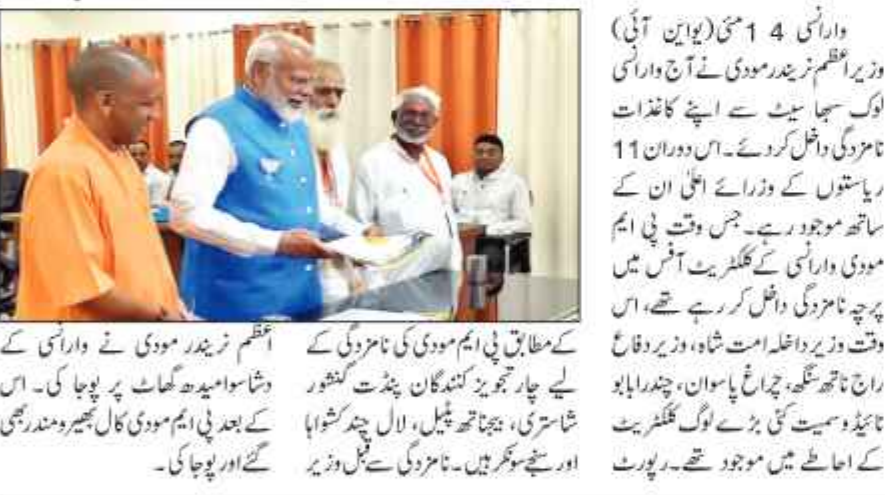 وارانسی 4 1مئی(یواین آئی)
وزیراعظم نریندرمودی نے آج وارانسی
لوک سبھا سیٹ سے اپنے کاغذات
نامزدگی داخل کردئے۔اس دوران 11
ریاستوں کے وزرائے اعلیٰ ان کے
ساتھ موجود رہے۔جس وقت پی ایم
مودی وارانسی کے کلکٹریٹ آفس میں
پرچہ نامزدگی داخل کر رہے تھے، اس
وقت وزیر داخلہ امت شاہ، وزیر دفاع
راج ناتھ سنگھ، چراغ پاسوان، چندرابابو
نائیڈو سمیت کئی بڑے لوگ کلکٹریٹ
کے احاطے میں موجود تھے۔رپورٹ
کے مطابق پی ایم مودی کی نامزدگی کے
لیے چار تجویز کنندگان پنڈت گنشور
شاستری، بیجناتھ پٹیل، لال چند کشواہا
اور سنجے سونکر ہیں۔نامزدگی سے قبل وزیر
اعظم نریندر مودی نے وارانسی کے
دشاسوامیدھ گھاٹ پر پوجا کی۔ اس
کے بعد پی ایم مودی کال بھیرو مندر بھی
گئے اور پوجا کی۔